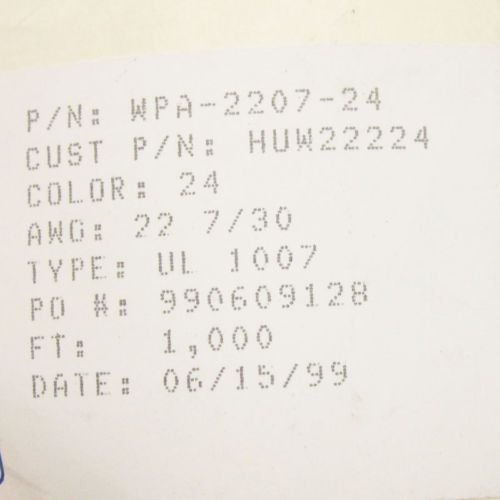 P/N: WPA-2207-24
CUST P/N: HUW22224
COLOR: 24
AWG: 22 7/30
TYPE: UL 1007
PO #: 990609128
FT: 1,000
DATE: 06/15/99